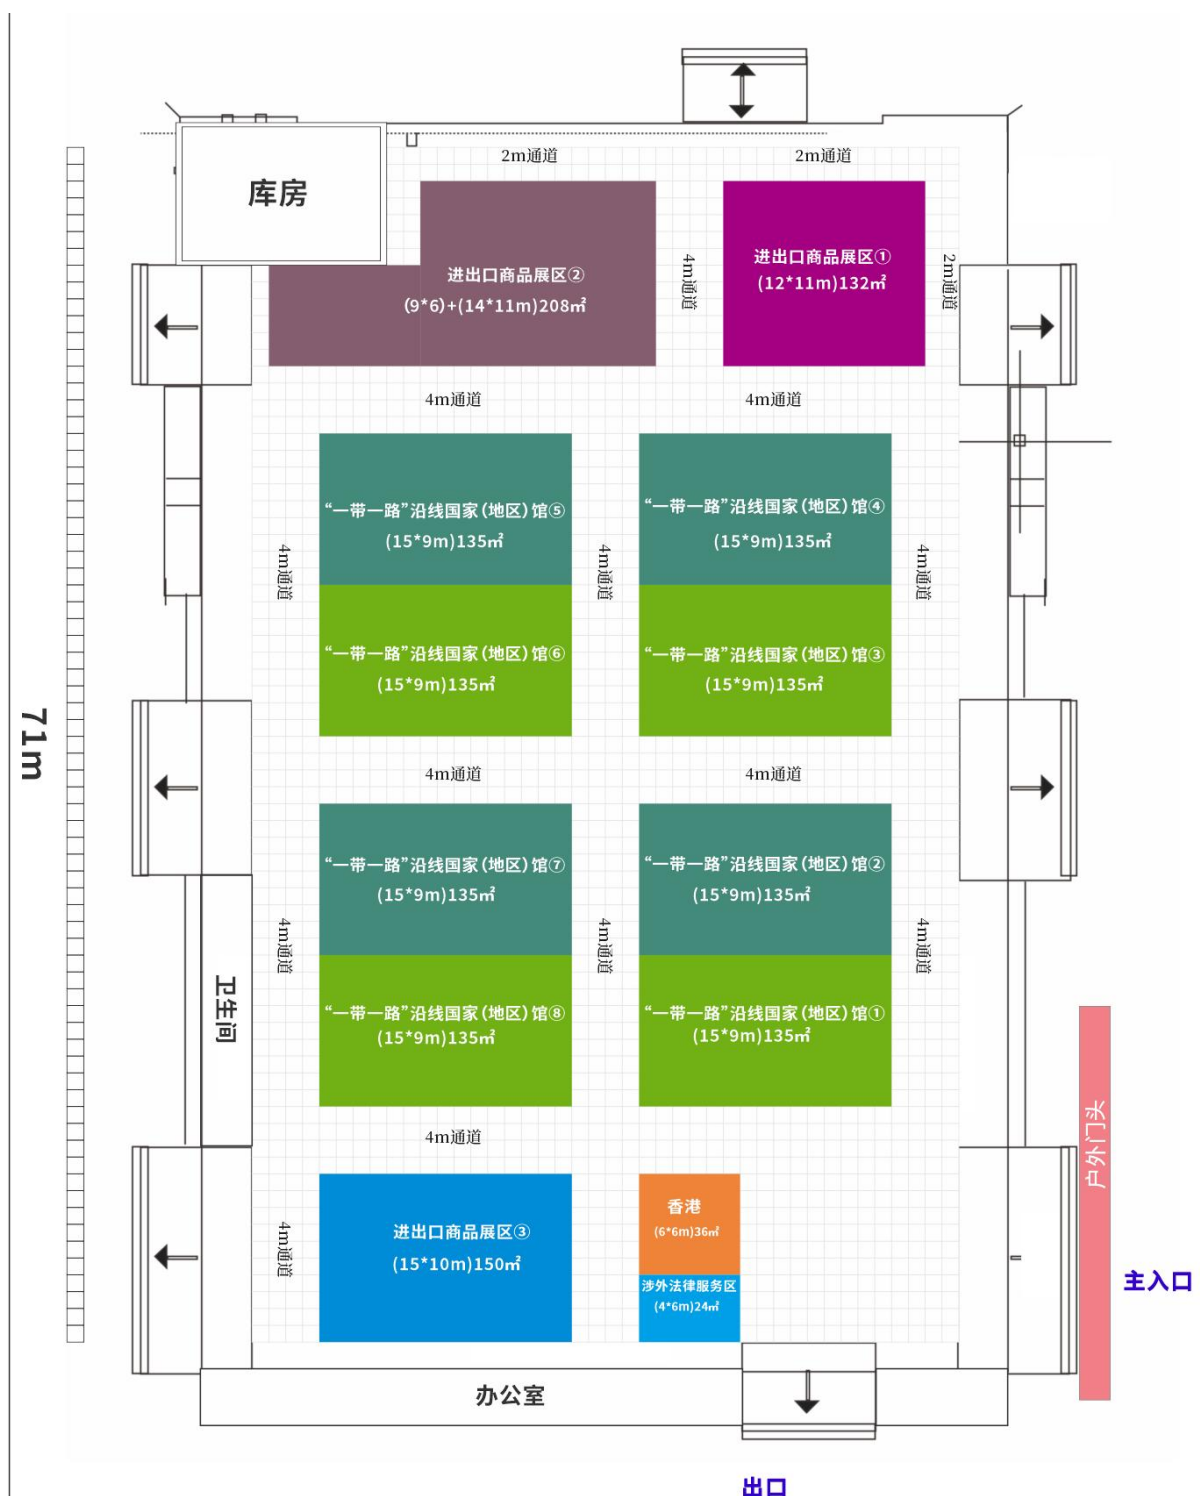 2m通道
2m通道
库房
进出口商品展区②
(9*6)+(14*11m)208㎡
4m通道
进出口商品展区①
(12*11m)132㎡
2m通道
4m通道
4m通道
“一带一路”沿线国家(地区)馆⑤
(15*9m)135㎡
“一带一路”沿线国家(地区)馆④
(15*9m)135㎡
4m通道
4m通道
4m通道
“一带一路”沿线国家(地区)馆⑥
(15*9m)135㎡
“一带一路”沿线国家(地区)馆③
(15*9m)135㎡
71m
4m通道
4m通道
“一带一路”沿线国家(地区)馆⑦
(15*9m)135㎡
“一带一路”沿线国家(地区)馆②
(15*9m)135㎡
4m通道
4m通道
4m通道
卫生间
“一带一路”沿线国家(地区)馆⑧
(15*9m)135㎡
“一带一路”沿线国家(地区)馆①
(15*9m)135㎡
4m通道
户外门头
4m通道
进出口商品展区③
(15*10m)150㎡
香港
(6*6m)36㎡
涉外法律服务区
(4*6m)24㎡
主入口
办公室
出口